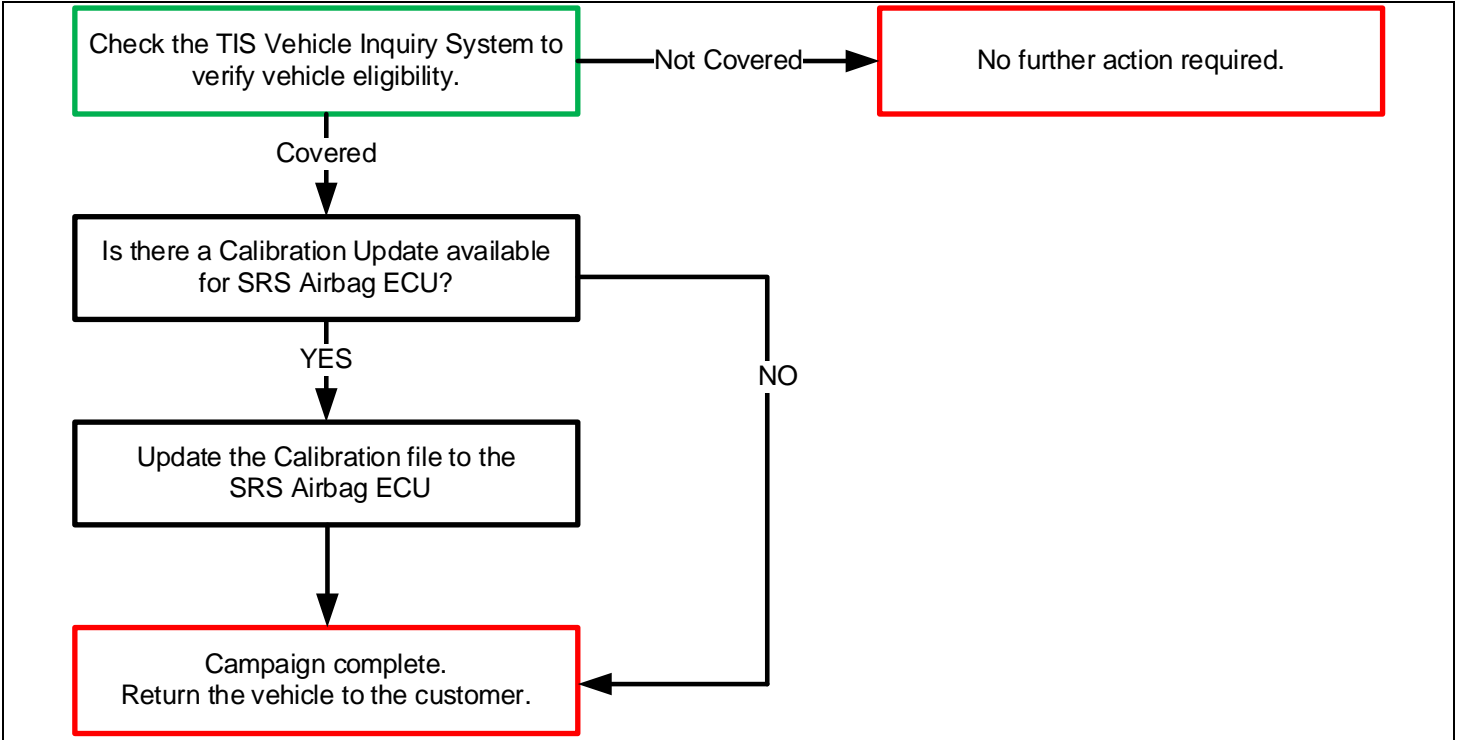 Check the TIS Vehicle Inquiry System to
verify vehicle eligibility.
Not Covered
No further action required.
Covered
Is there a Calibration Update available
for SRS Airbag ECU?
YES
NO
Update the Calibration file to the
SRS Airbag ECU
Campaign complete.
Return the vehicle to the customer.